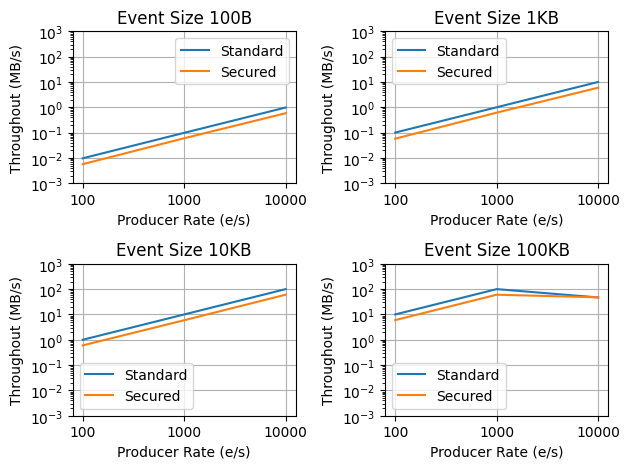 Event Size 100B
Throughout (MB/s)
10³
10²
10¹
10⁰
10⁻¹
10⁻²
10⁻³
Standard
Secured
100
1000
10000
Producer Rate (e/s)
Event Size 1KB
Throughout (MB/s)
10³
10²
10¹
10⁰
10⁻¹
10⁻²
10⁻³
Standard
Secured
100
1000
10000
Producer Rate (e/s)
Event Size 10KB
Throughout (MB/s)
10³
10²
10¹
10⁰
10⁻¹
10⁻²
10⁻³
Standard
Secured
100
1000
10000
Producer Rate (e/s)
Event Size 100KB
Throughout (MB/s)
10³
10²
10¹
10⁰
10⁻¹
10⁻²
10⁻³
Standard
Secured
100
1000
10000
Producer Rate (e/s)